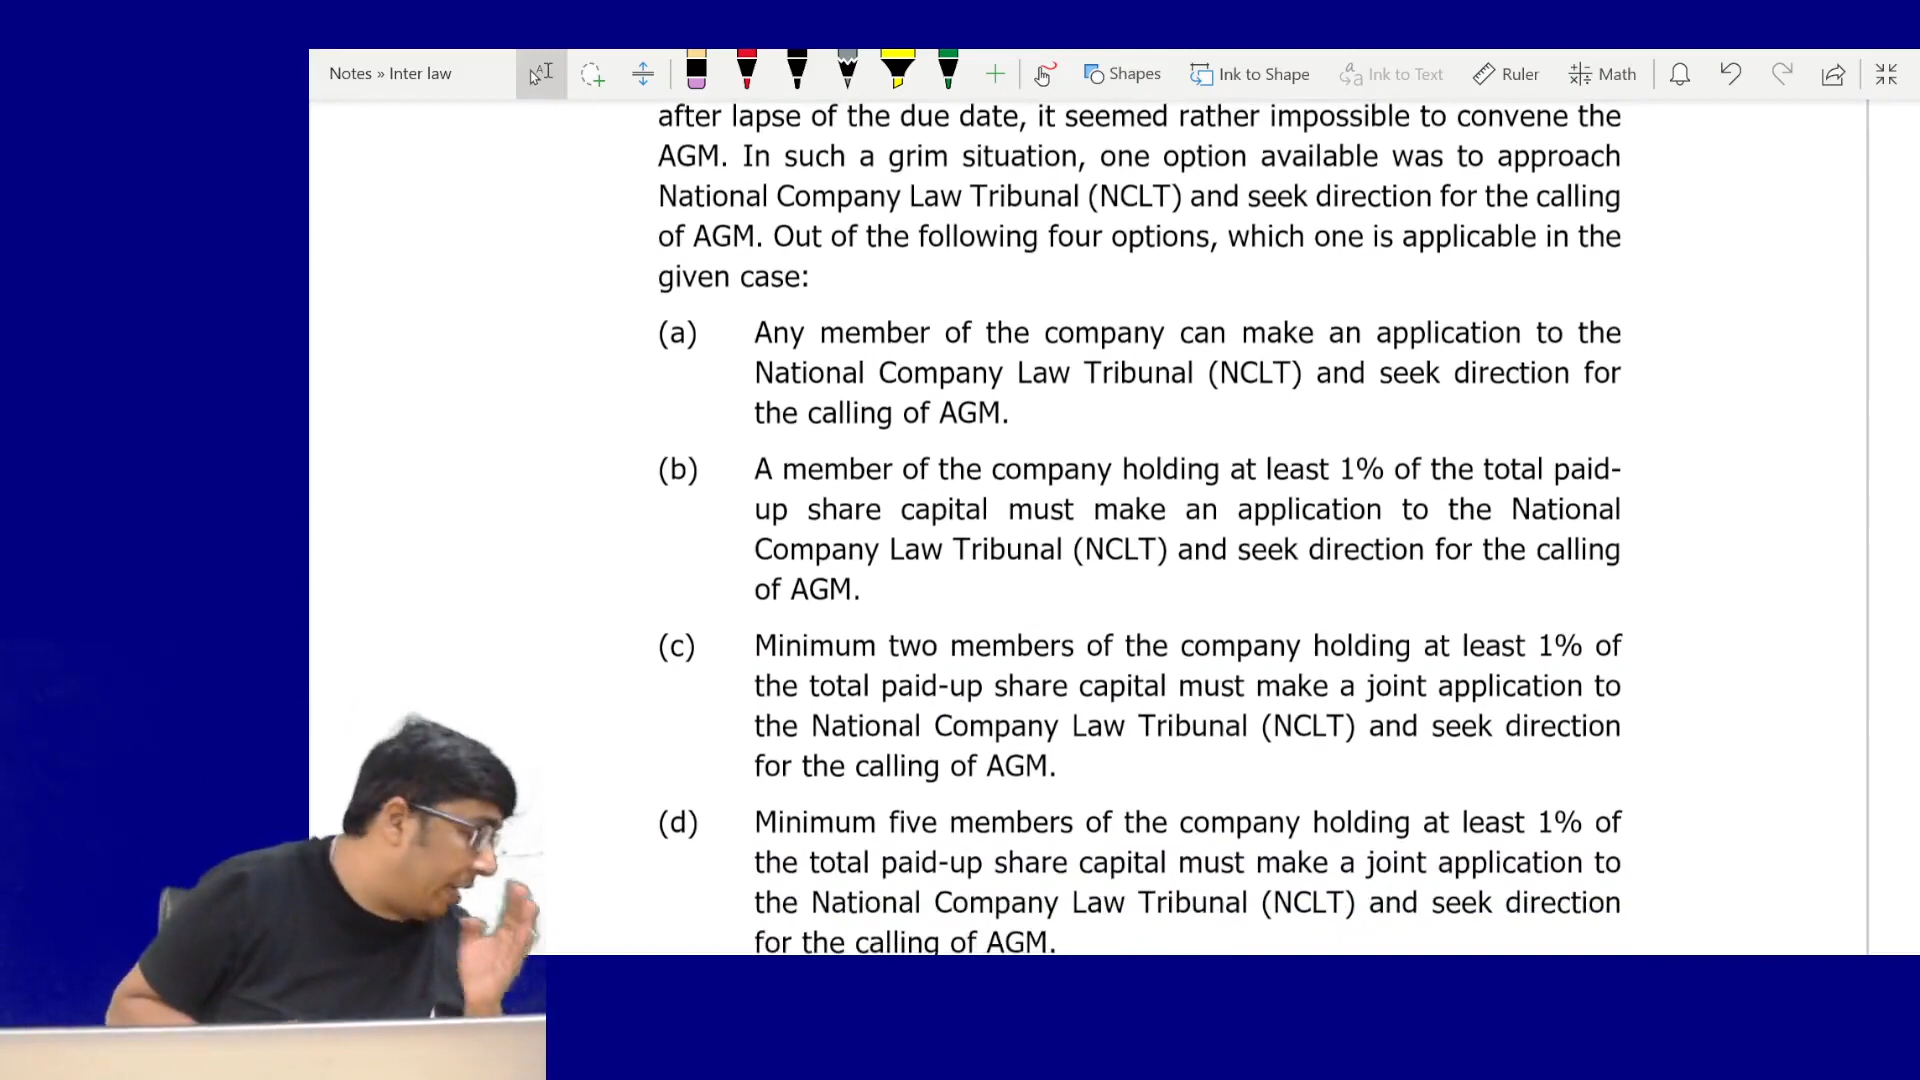 Notes » Inter law
Shapes
Ink to Shape
Ink to Text
Ruler
Math
after lapse of the due date, it seemed rather impossible to convene the
AGM. In such a grim situation, one option available was to approach
National Company Law Tribunal (NCLT) and seek direction for the calling
of AGM. Out of the following four options, which one is applicable in the
given case:
(a) Any member of the company can make an application to the
National Company Law Tribunal (NCLT) and seek direction for
the calling of AGM.
(b) A member of the company holding at least 1% of the total paid-
up share capital must make an application to the National
Company Law Tribunal (NCLT) and seek direction for the calling
of AGM.
(c) Minimum two members of the company holding at least 1% of
the total paid-up share capital must make a joint application to
the National Company Law Tribunal (NCLT) and seek direction
for the calling of AGM.
(d) Minimum five members of the company holding at least 1% of
the total paid-up share capital must make a joint application to
the National Company Law Tribunal (NCLT) and seek direction
for the calling of AGM.